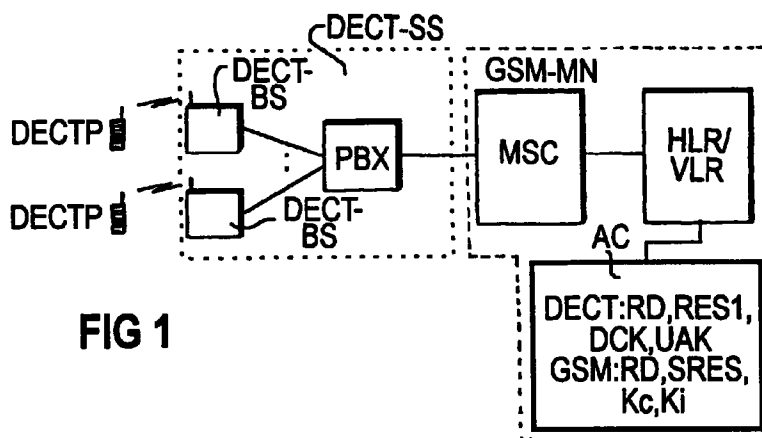 DECT-SS
DECT-
BS
DECTP
PBX
DECTP
DECT-
BS
GSM-MN
MSC
HLR/
VLR
AC
DECT:RD,RES1,
DCK,UAK
GSM:RD,SRES,
Kc,Ki
FIG 1